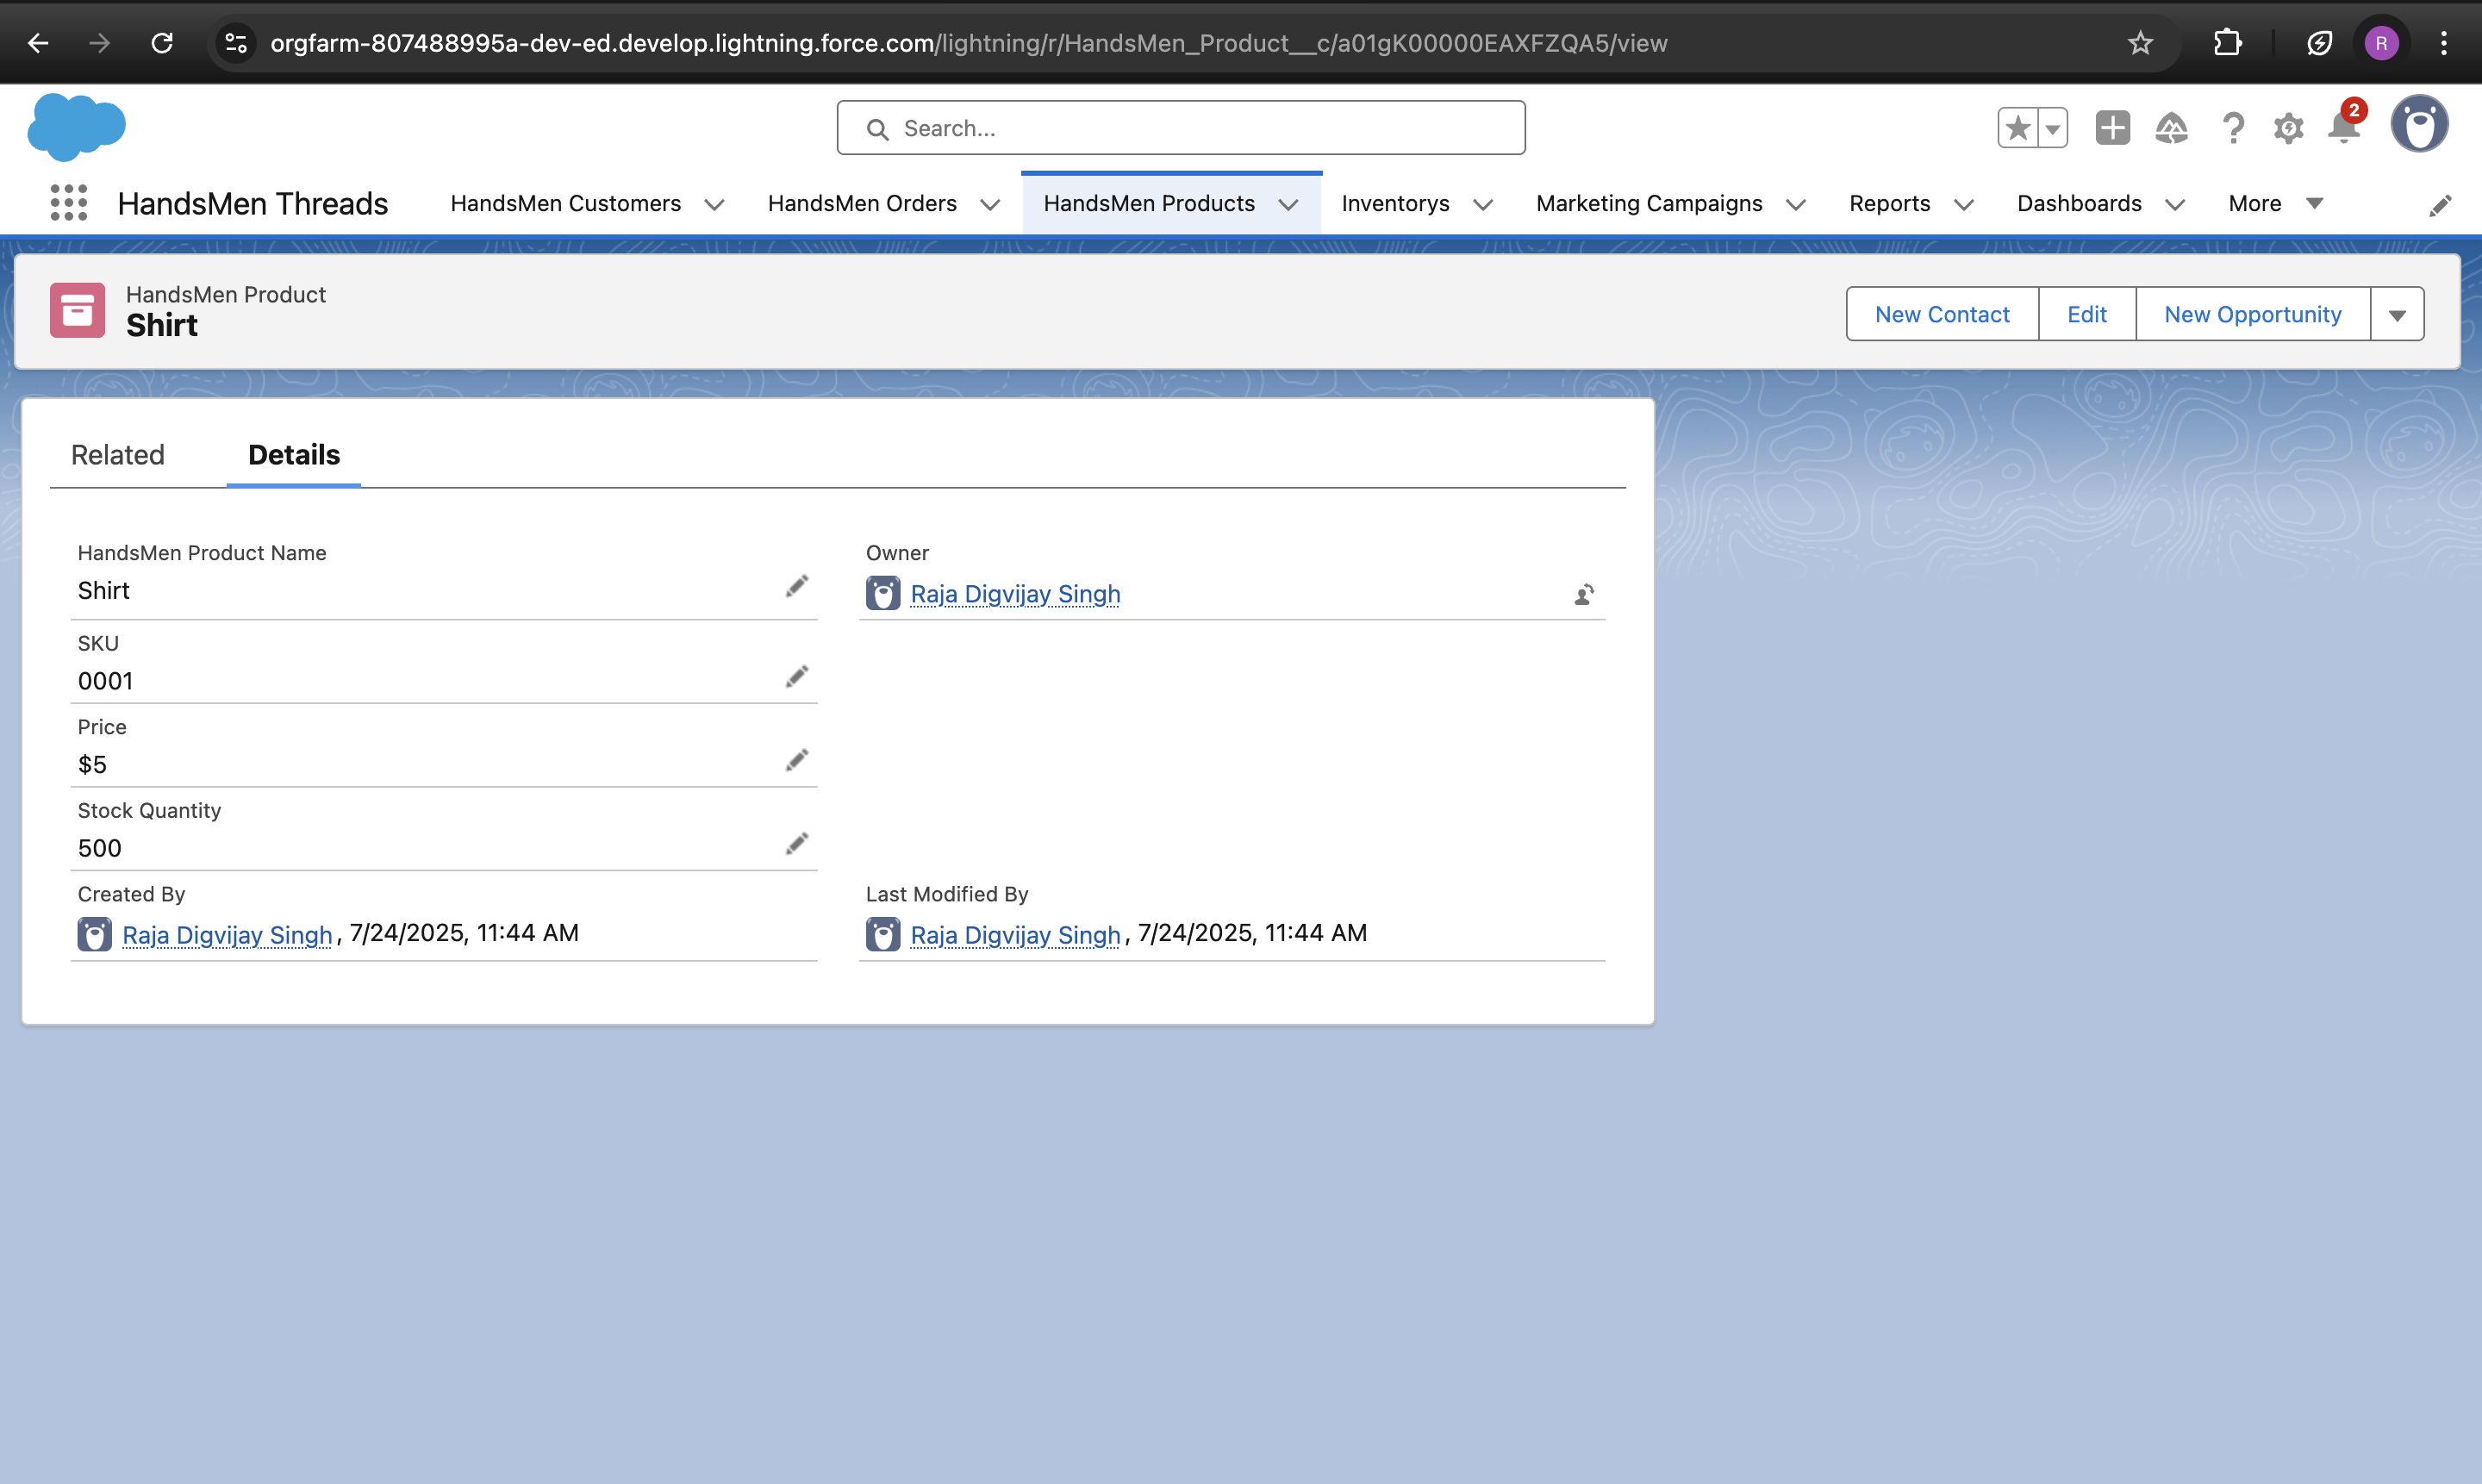 orgfarm-807488995a-dev-ed.develop.lightning.force.com/lightning/r/HandsMen_Product__c/a01gK00000EAXFZQA5/view
R
Search...
2
HandsMen Threads
HandsMen Customers
HandsMen Orders
HandsMen Products
Inventorys
Marketing Campaigns
Reports
Dashboards
More
HandsMen Product
Shirt
New Contact
Edit
New Opportunity
Related
Details
HandsMen Product Name
Shirt
Owner
Raja Digvijay Singh
SKU
0001
Price
$5
Stock Quantity
500
Created By
Raja Digvijay Singh, 7/24/2025, 11:44 AM
Last Modified By
Raja Digvijay Singh, 7/24/2025, 11:44 AM